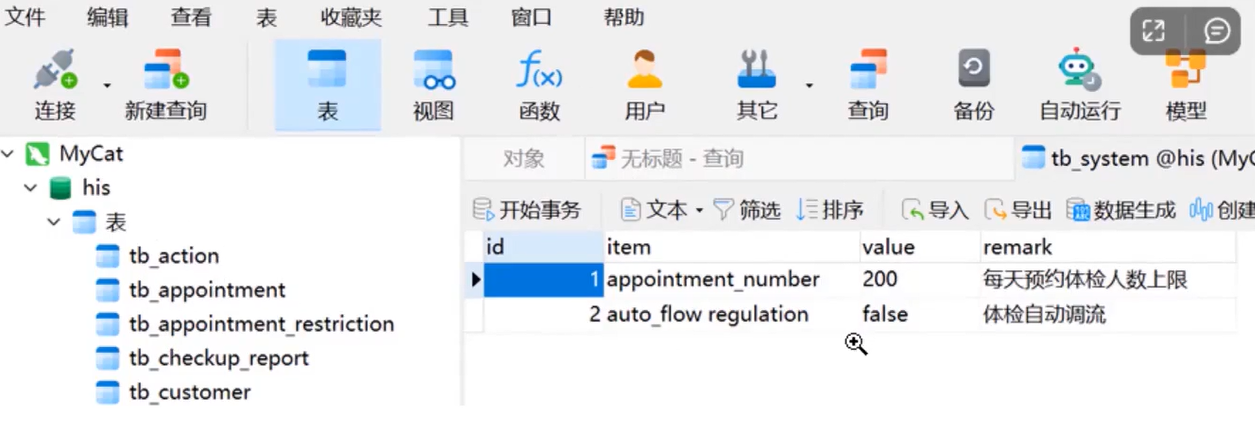 文件 编辑 查看 表 收藏夹 工具 窗口 帮助
连接 新建查询 表 视图 函数 用户 其它 查询 备份 自动运行 模型
MyCat
his
表
tb_action
tb_appointment
tb_appointment_restriction
tb_checkup_report
tb_customer
对象 无标题 - 查询 tb_system @his (MyC
开始事务 文本 筛选 排序 导入 导出 数据生成 创建
id item value remark
1 appointment_number 200 每天预约体检人数上限
2 auto_flow regulation false 体检自动调流